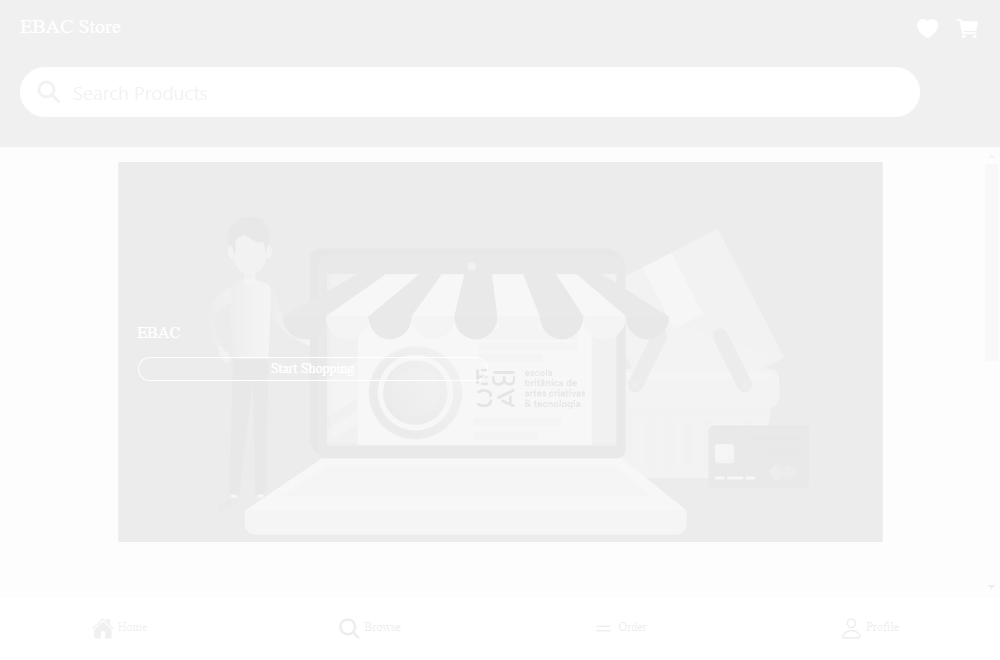 EBAC Store
Search Products
EBAC
Start Shopping
EBAC
escola
britânica de
artes criativas
& tecnologia
Home
Browse
Order
Profile